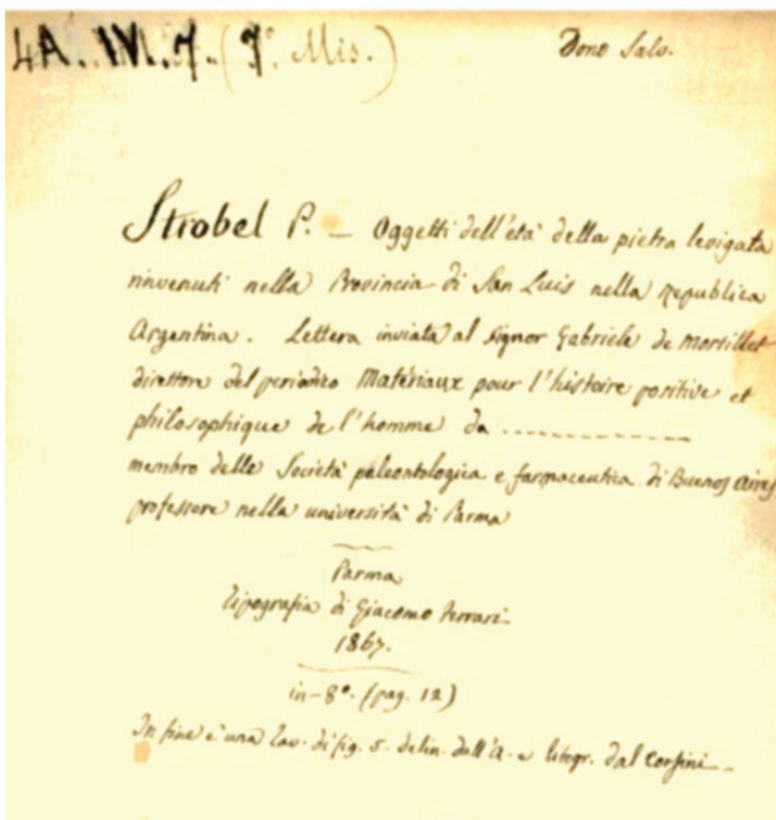 4A. IV. 7. (7° Mis.)
Dono Salv.
Strobel P. — Oggetti dell'età della pietra levigata
rinvenuti nella Provincia di San Luis nella Republica
Argentina. Lettera inviata al signor Gabriele de Mortillet
direttore del periodico Matériaux pour l'histoire positive et
philosophique de l'homme da ..................
membro delle Società paleontologica e farmaceutica di Buenos Aires,
professore nella università di Parma
Parma
tipografia di Giacomo Ferrari
1867.
in-8°. (pag. 12)
In fine è una tav. di fig. 5. delin. dall'A. e litogr. dal Corsini —